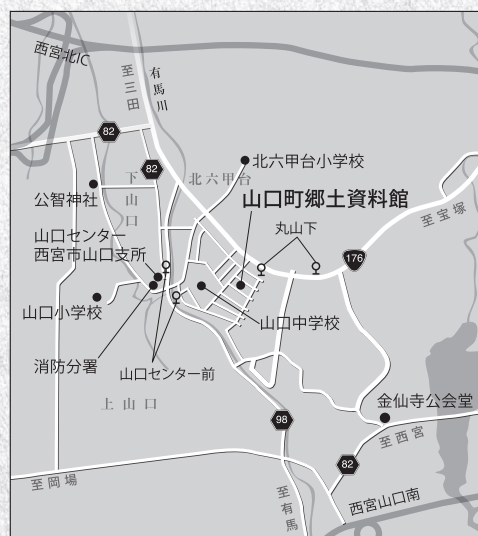 西宮北IC
至三田
有馬川
82
82
下山口
北六甲台
北六甲台小学校
公智神社
山口町郷土資料館
至宝塚
山口センター
西宮市山口支所
丸山下
176
山口小学校
山口中学校
消防分署
山口センター前
上山口
98
金仙寺公会堂
至西宮
82
至岡場
至有馬
西宮山口南